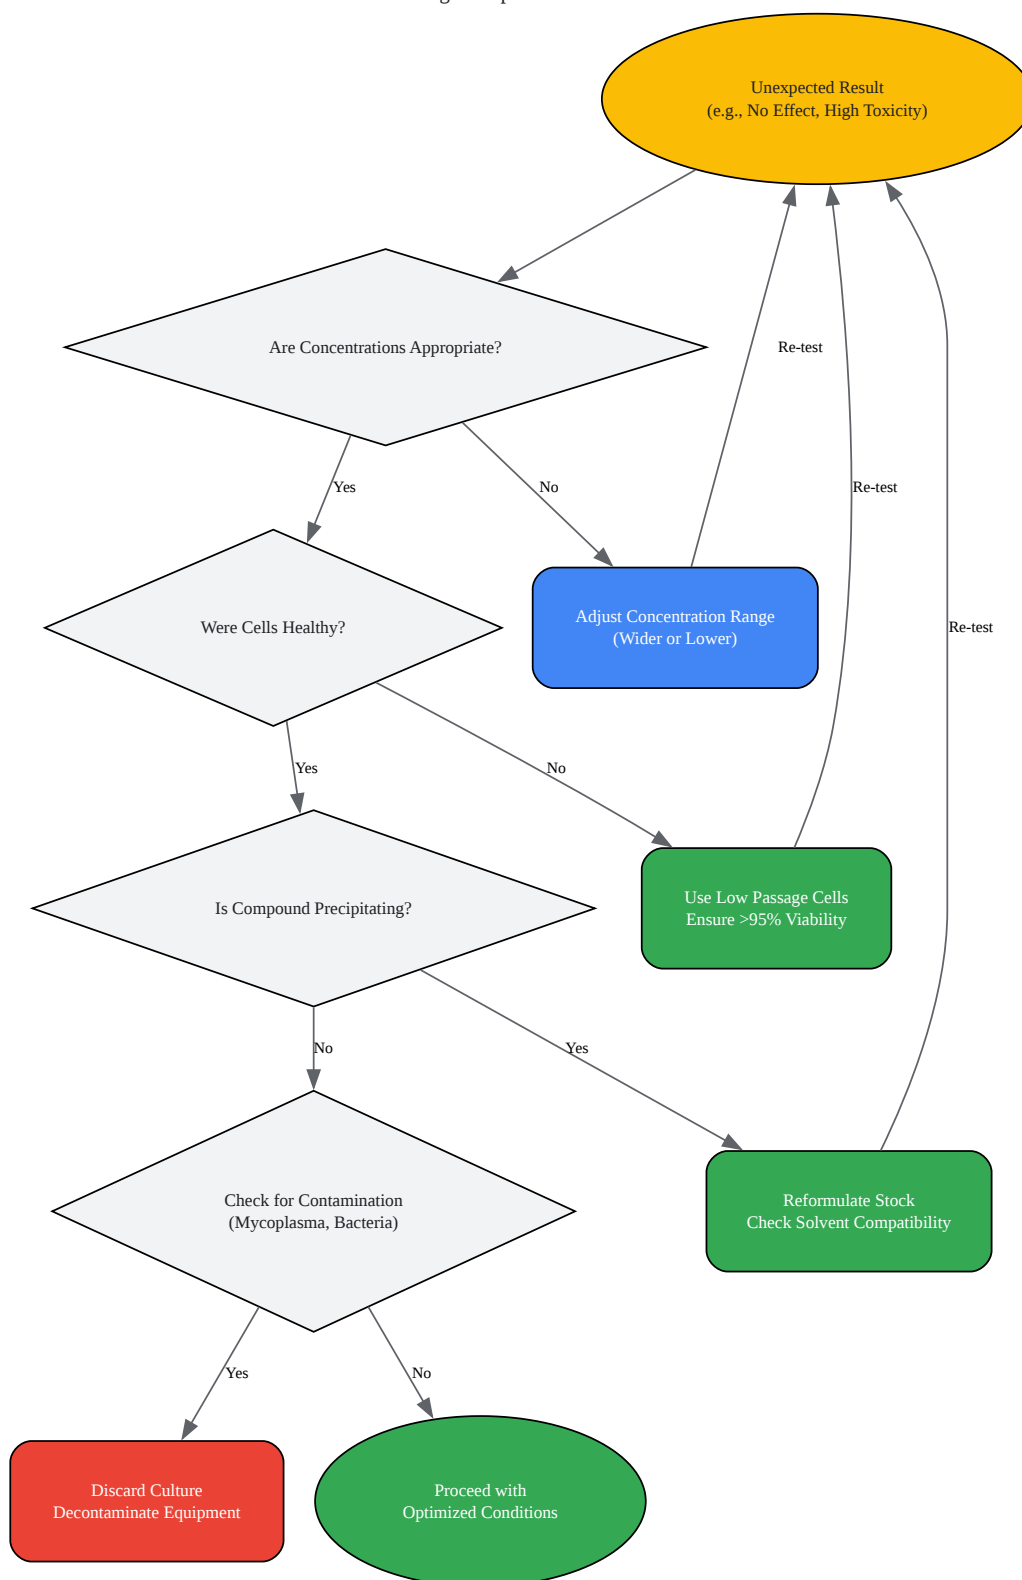 Unexpected Result
(e.g., No Effect, High Toxicity)
Are Concentrations Appropriate?
Re-test
Yes
No
Re-test
Adjust Concentration Range
(Wider or Lower)
Were Cells Healthy?
Re-test
Yes
No
Use Low Passage Cells
Ensure >95% Viability
Is Compound Precipitating?
No
Yes
Check for Contamination
(Mycoplasma, Bacteria)
Reformulate Stock
Check Solvent Compatibility
Yes
No
Discard Culture
Decontaminate Equipment
Proceed with
Optimized Conditions